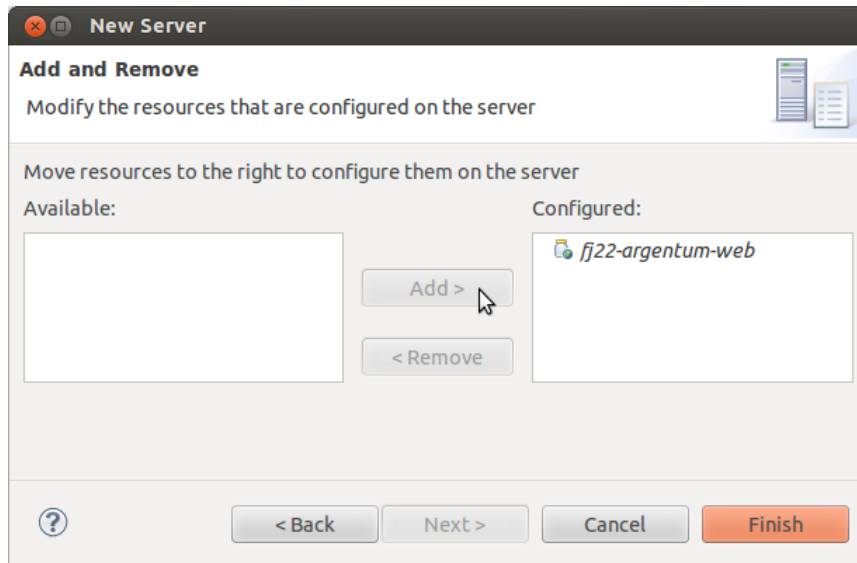 New Server
Add and Remove
Modify the resources that are configured on the server
Move resources to the right to configure them on the server
Available:
Configured:
fj22-argentum-web
Add >
< Remove
?
< Back
Next >
Cancel
Finish